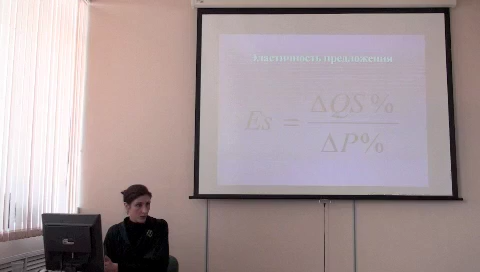 Эластичность предложения
Es = ΔQS% / ΔP%